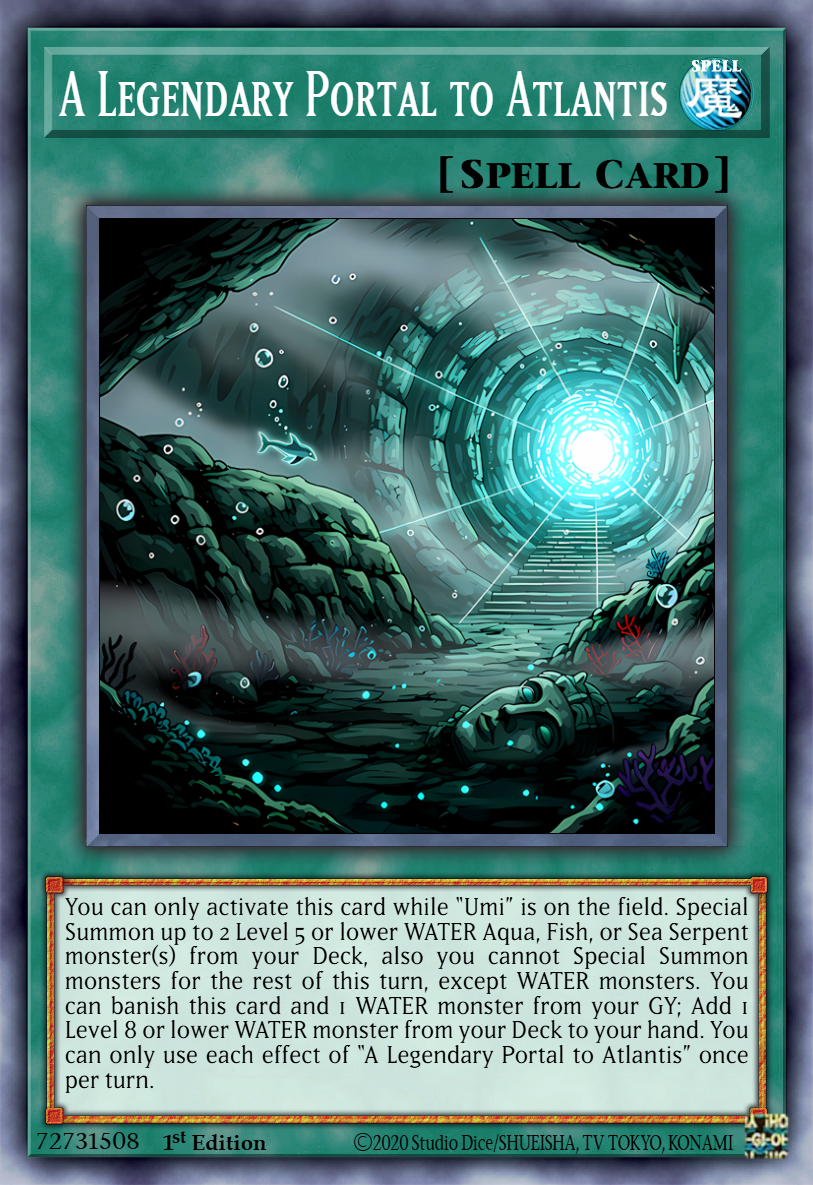 A Legendary Portal to Atlantis
SPELL
魔
[Spell Card]
You can only activate this card while "Umi" is on the field. Special
Summon up to 2 Level 5 or lower WATER Aqua, Fish, or Sea Serpent
monster(s) from your Deck, also you cannot Special Summon
monsters for the rest of this turn, except WATER monsters. You
can banish this card and 1 WATER monster from your GY; Add 1
Level 8 or lower WATER monster from your Deck to your hand. You
can only use each effect of "A Legendary Portal to Atlantis" once
per turn.
72731508 1st Edition ©2020 Studio Dice/SHUEISHA, TV TOKYO, KONAMI